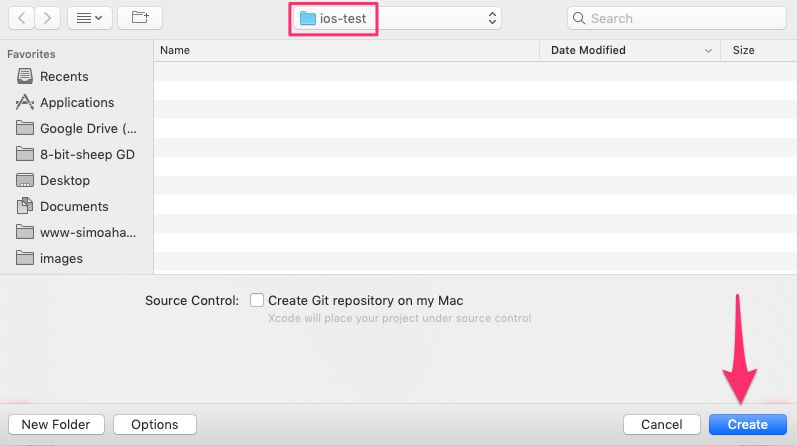 ios-test
Search
Name
Date Modified
Size
Favorites
Recents
Applications
Google Drive (...
8-bit-sheep GD
Desktop
Documents
www-simoaha...
images
Source Control:
Create Git repository on my Mac
Xcode will place your project under source control
New Folder
Options
Cancel
Create